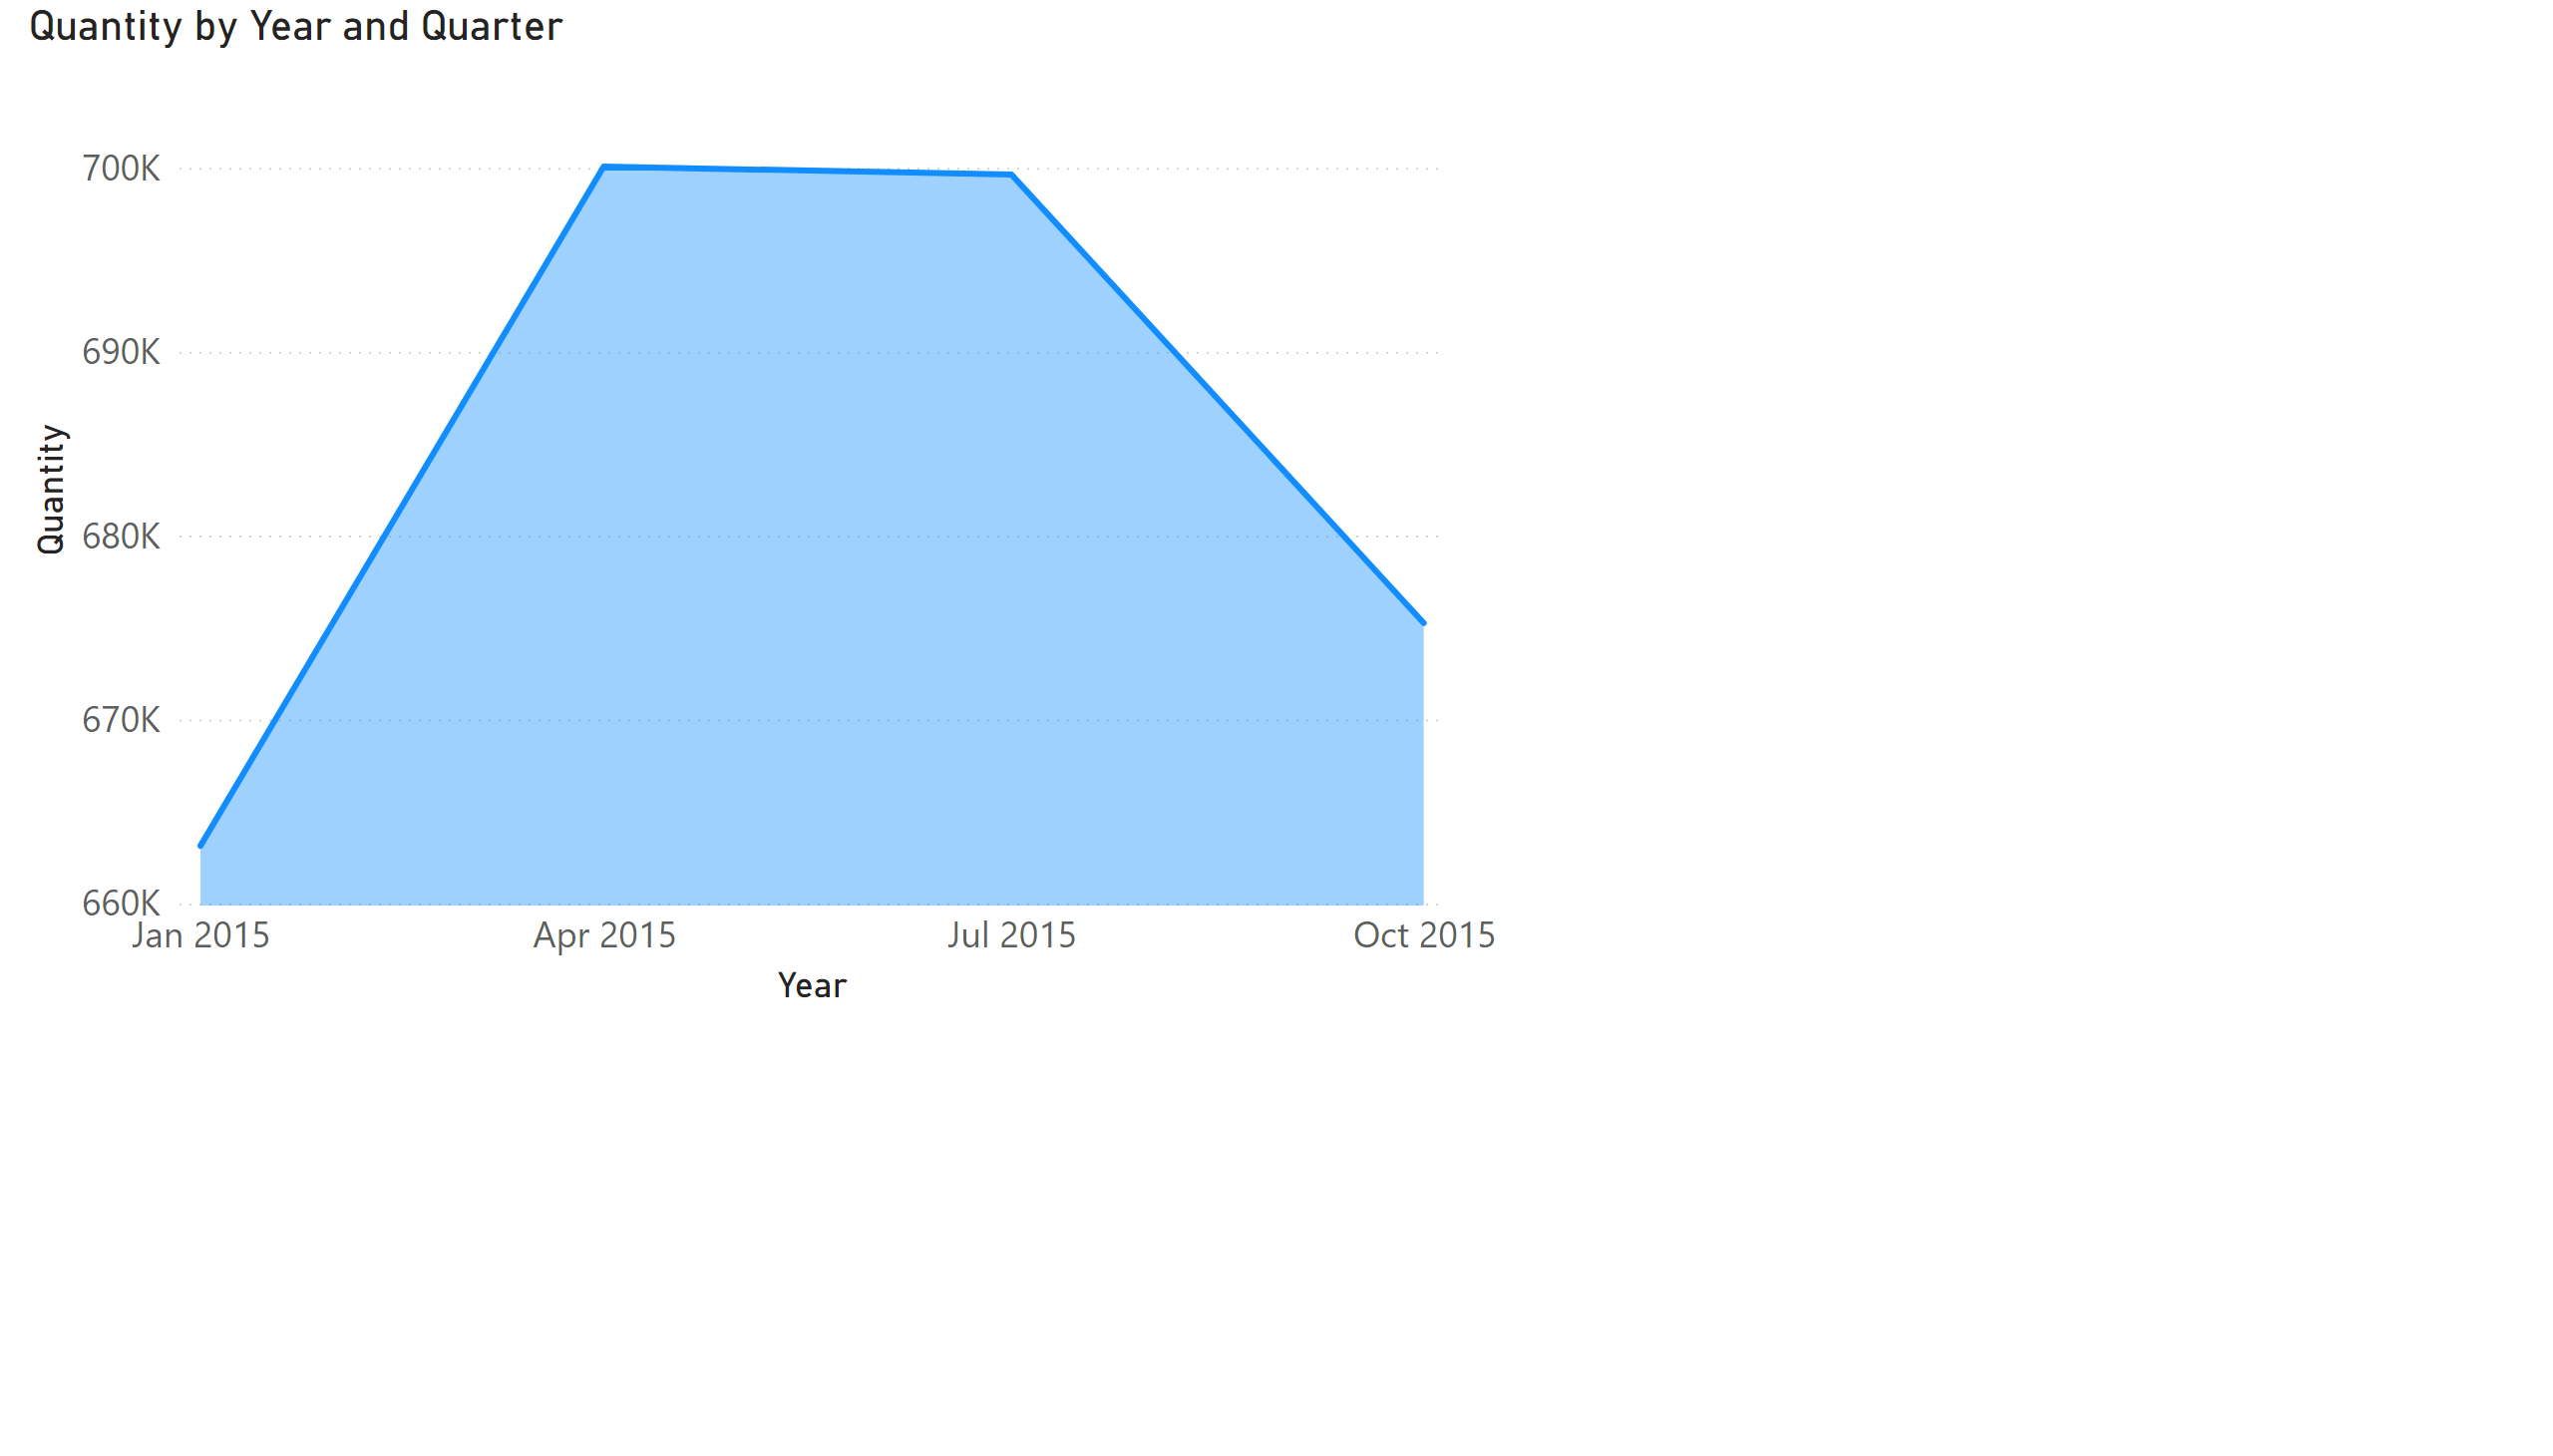 Quantity by Year and Quarter
700K
690K
680K
670K
660K
Quantity
Jan 2015 Apr 2015 Jul 2015 Oct 2015
Year